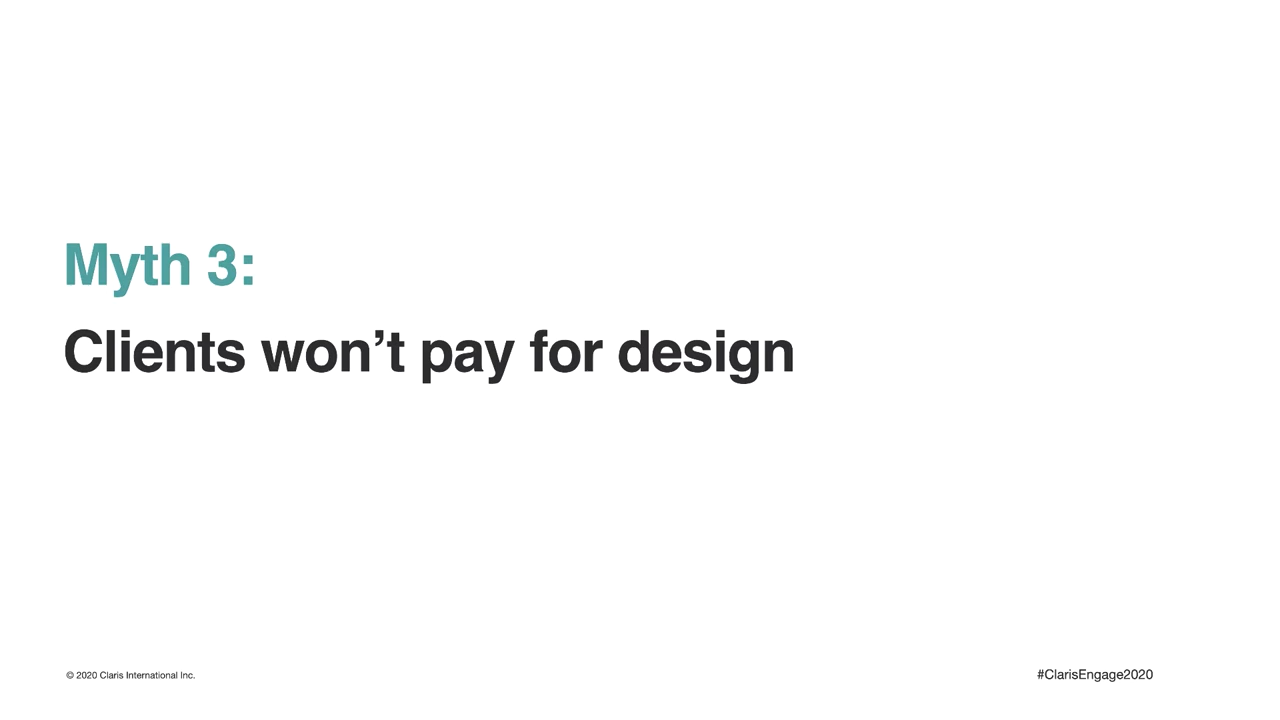 Myth 3:
Clients won’t pay for design
© 2020 Claris International Inc.
#ClarisEngage2020